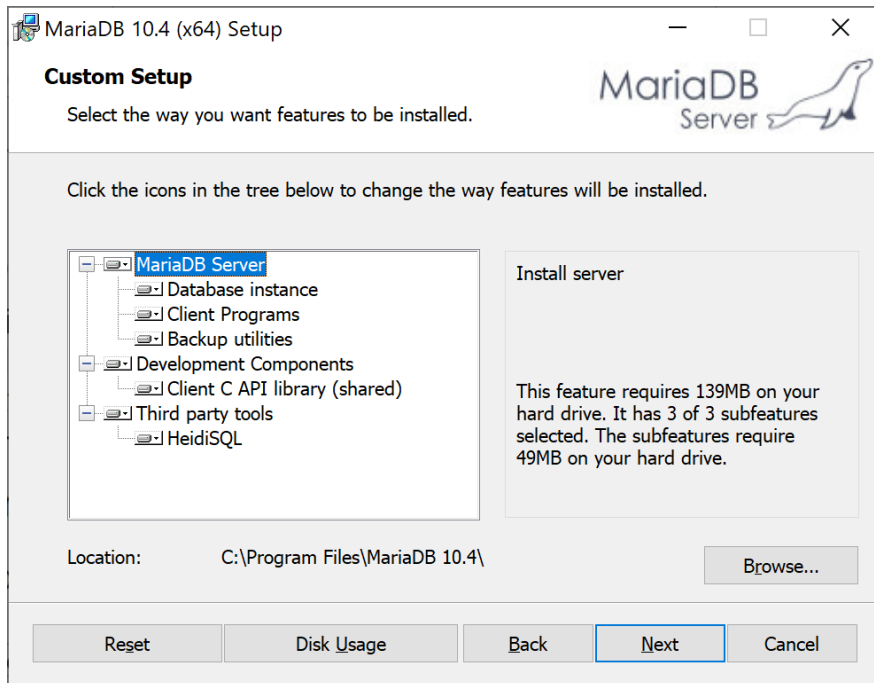 MariaDB 10.4 (x64) Setup
Custom Setup
Select the way you want features to be installed.
MariaDB
Server
Click the icons in the tree below to change the way features will be installed.
MariaDB Server
Database instance
Client Programs
Backup utilities
Development Components
Client C API library (shared)
Third party tools
HeidiSQL
Install server
This feature requires 139MB on your
hard drive. It has 3 of 3 subfeatures
selected. The subfeatures require
49MB on your hard drive.
Location: C:\Program Files\MariaDB 10.4\
Browse...
Reset Disk Usage Back Next Cancel